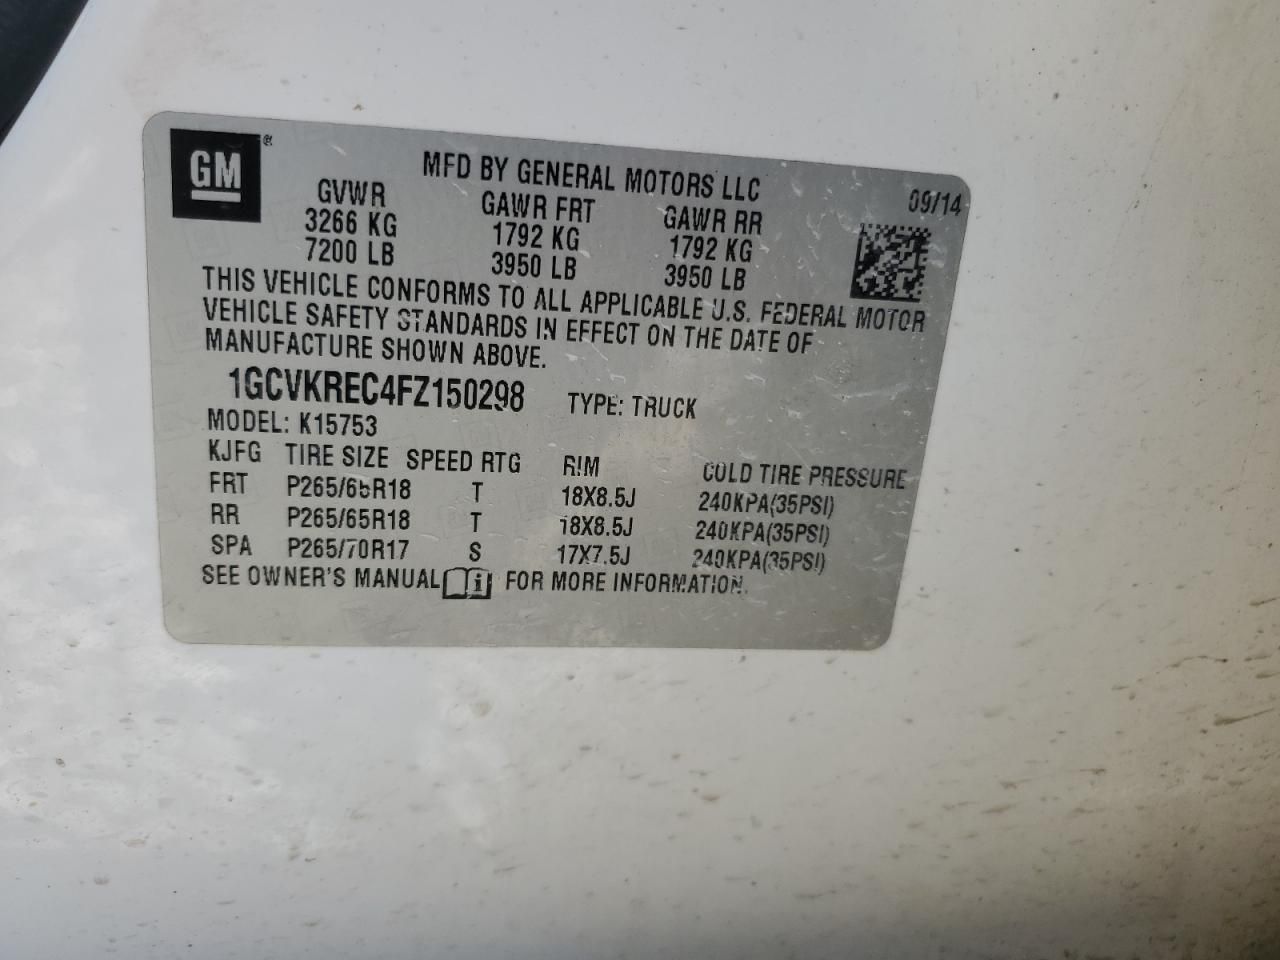 GM ®
MFD BY GENERAL MOTORS LLC
09/14
GVWR GAWR FRT GAWR RR
3266 KG 1792 KG 1792 KG
7200 LB 3950 LB 3950 LB
THIS VEHICLE CONFORMS TO ALL APPLICABLE U.S. FEDERAL MOTOR
VEHICLE SAFETY STANDARDS IN EFFECT ON THE DATE OF
MANUFACTURE SHOWN ABOVE.
1GCVKREC4FZ150298 TYPE: TRUCK
MODEL: K15753
KJFG TIRE SIZE SPEED RTG RIM COLD TIRE PRESSURE
FRT P265/65R18 T 18X8.5J 240KPA(35PSI)
RR P265/65R18 T 18X8.5J 240KPA(35PSI)
SPA P265/70R17 S 17X7.5J 240KPA(35PSI)
SEE OWNER'S MANUAL FOR MORE INFORMATION.